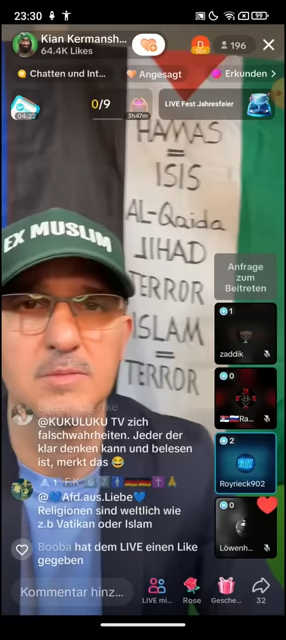 23:30
99
Kian Kermansh...
64.4K Likes
D
196
Chatten und Int...
Angesagt
Erkunden
04:22
0/9
3h47m
LIVE Fest Jahresfeier
HAMAS
=
ISIS
AL-Qaida
JIHAD
TERROR
ISLAM
=
TERROR
EX MUSLIM
Anfrage
zum
Beitreten
1
zaddik
0
Ra...
2
Royrieck902
0
Löwenh...
@KUKULUKU TV zich
falschwahrheiten. Jeder der
klar denken kann und belesen
ist, merkt das 😂
@💙Afd.aus.Liebe💙
Religionen sind weltlich wie
z.b Vatikan oder Islam
Booba hat dem LIVE einen Like
gegeben
Kommentar hinz...
LIVE mi...
Rose
Gesche...
32